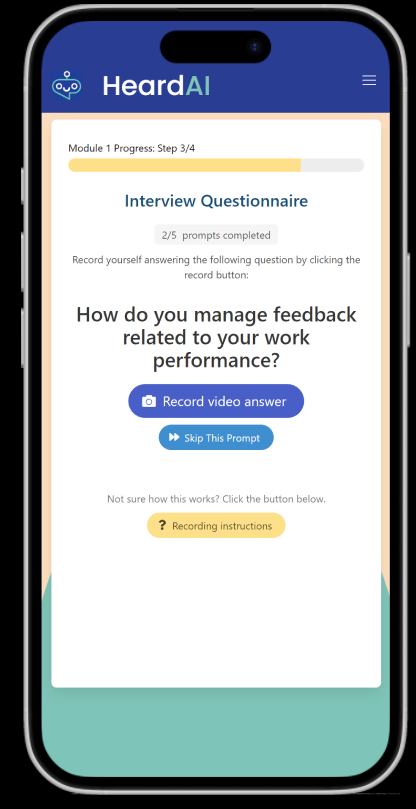 HeardAI
Module 1 Progress: Step 3/4
Interview Questionnaire
2/5 prompts completed
Record yourself answering the following question by clicking the
record button:
How do you manage feedback
related to your work
performance?
Record video answer
Skip This Prompt
Not sure how this works? Click the button below.
? Recording instructions